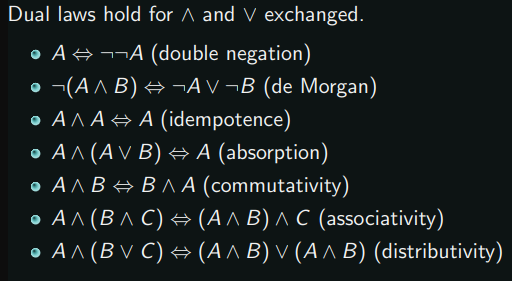 Dual laws hold for ∧ and ∨ exchanged.
• A ⇔ ¬¬A (double negation)
• ¬(A ∧ B) ⇔ ¬A ∨ ¬B (de Morgan)
• A ∧ A ⇔ A (idempotence)
• A ∧ (A ∨ B) ⇔ A (absorption)
• A ∧ B ⇔ B ∧ A (commutativity)
• A ∧ (B ∧ C) ⇔ (A ∧ B) ∧ C (associativity)
• A ∧ (B ∨ C) ⇔ (A ∧ B) ∨ (A ∧ B) (distributivity)